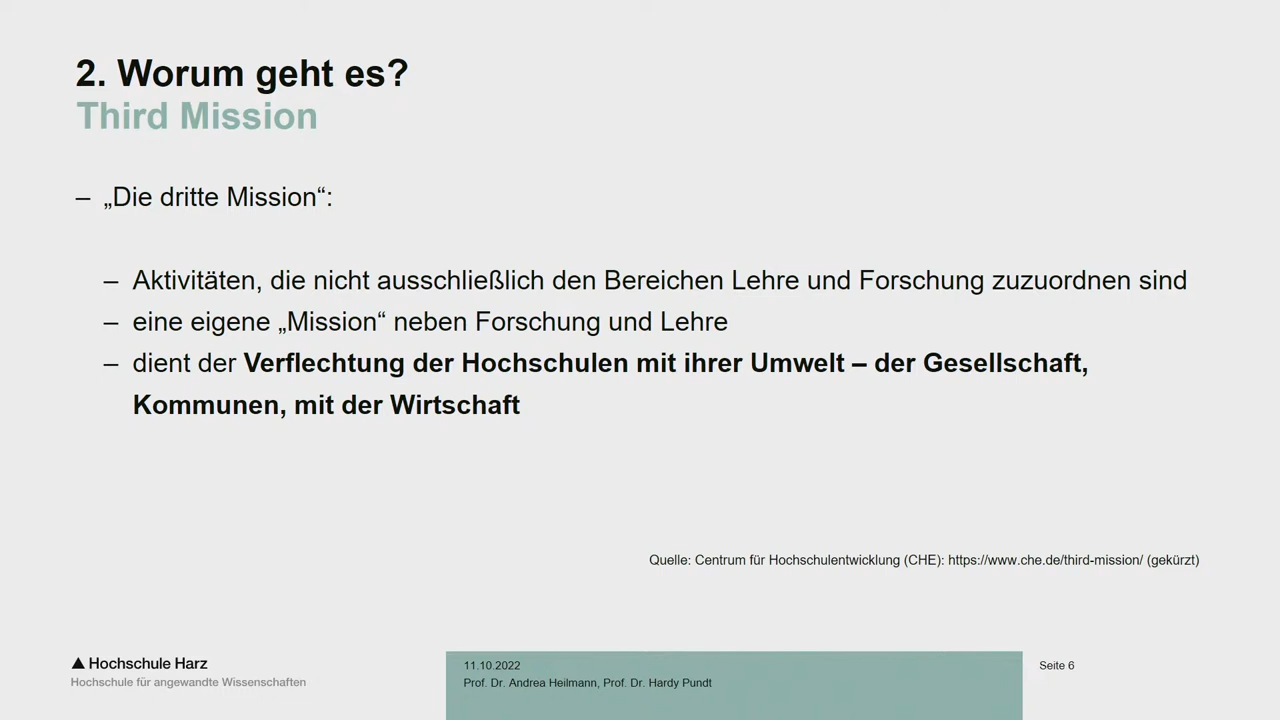 2. Worum geht es?
Third Mission
– „Die dritte Mission“:
– Aktivitäten, die nicht ausschließlich den Bereichen Lehre und Forschung zuzuordnen sind
– eine eigene „Mission“ neben Forschung und Lehre
– dient der Verflechtung der Hochschulen mit ihrer Umwelt – der Gesellschaft,
Kommunen, mit der Wirtschaft
Quelle: Centrum für Hochschulentwicklung (CHE): https://www.che.de/third-mission/ (gekürzt)
Hochschule Harz
Hochschule für angewandte Wissenschaften
11.10.2022
Prof. Dr. Andrea Heilmann, Prof. Dr. Hardy Pundt
Seite 6